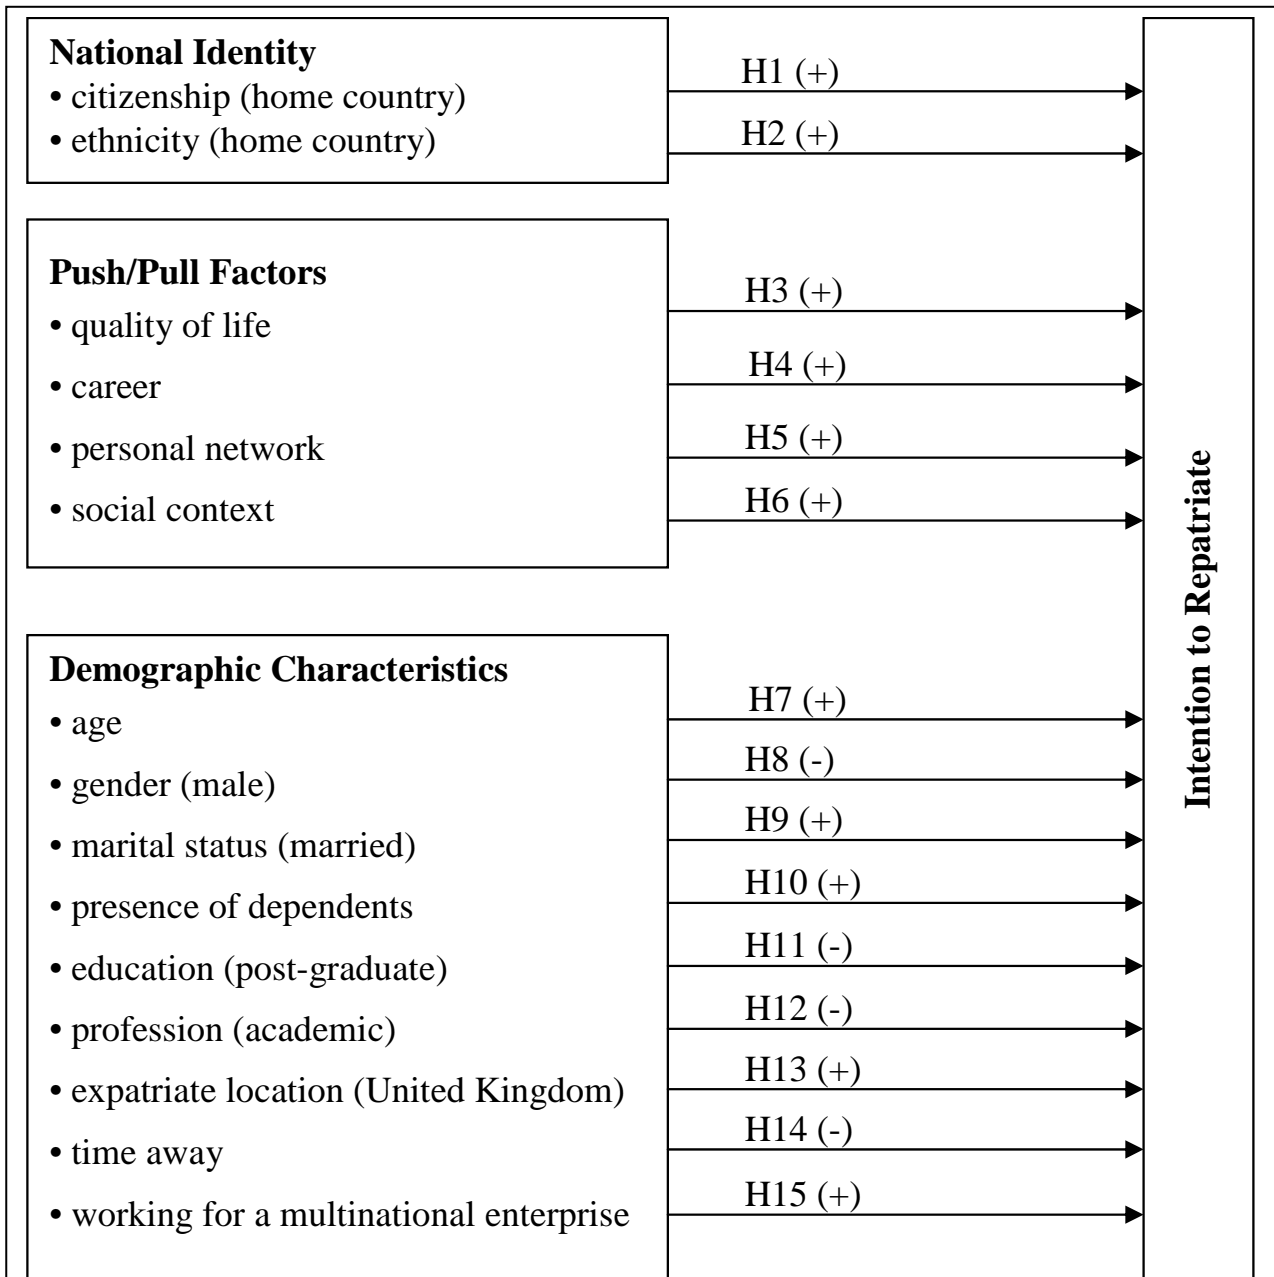 National Identity
• citizenship (home country)
• ethnicity (home country)
H1 (+)
H2 (+)
Push/Pull Factors
• quality of life
• career
• personal network
• social context
H3 (+)
H4 (+)
H5 (+)
H6 (+)
Demographic Characteristics
• age
• gender (male)
• marital status (married)
• presence of dependents
• education (post-graduate)
• profession (academic)
• expatriate location (United Kingdom)
• time away
• working for a multinational enterprise
H7 (+)
H8 (-)
H9 (+)
H10 (+)
H11 (-)
H12 (-)
H13 (+)
H14 (-)
H15 (+)
Intention to Repatriate